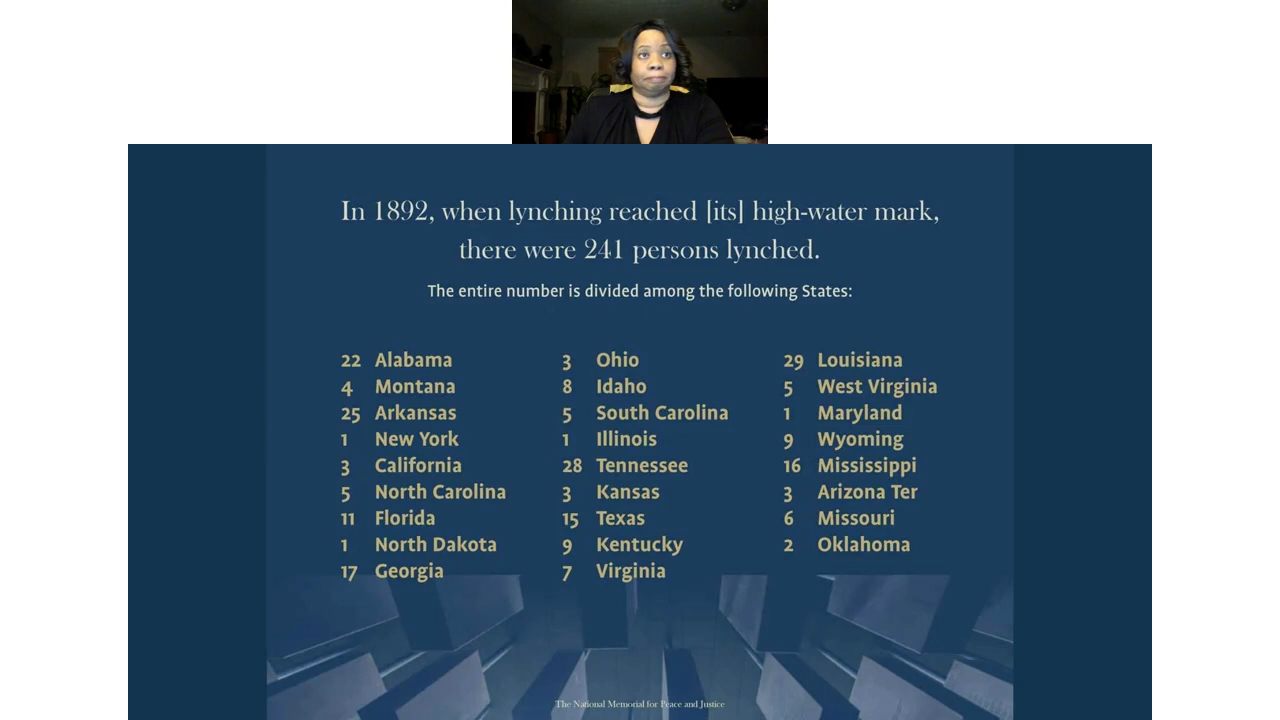 In 1892, when lynching reached [its] high-water mark,
there were 241 persons lynched.
The entire number is divided among the following States:
22 Alabama
4 Montana
25 Arkansas
1 New York
3 California
5 North Carolina
11 Florida
1 North Dakota
17 Georgia
3 Ohio
8 Idaho
5 South Carolina
1 Illinois
28 Tennessee
3 Kansas
15 Texas
9 Kentucky
7 Virginia
29 Louisiana
5 West Virginia
1 Maryland
9 Wyoming
16 Mississippi
3 Arizona Ter
6 Missouri
2 Oklahoma
The National Memorial for Peace and Justice